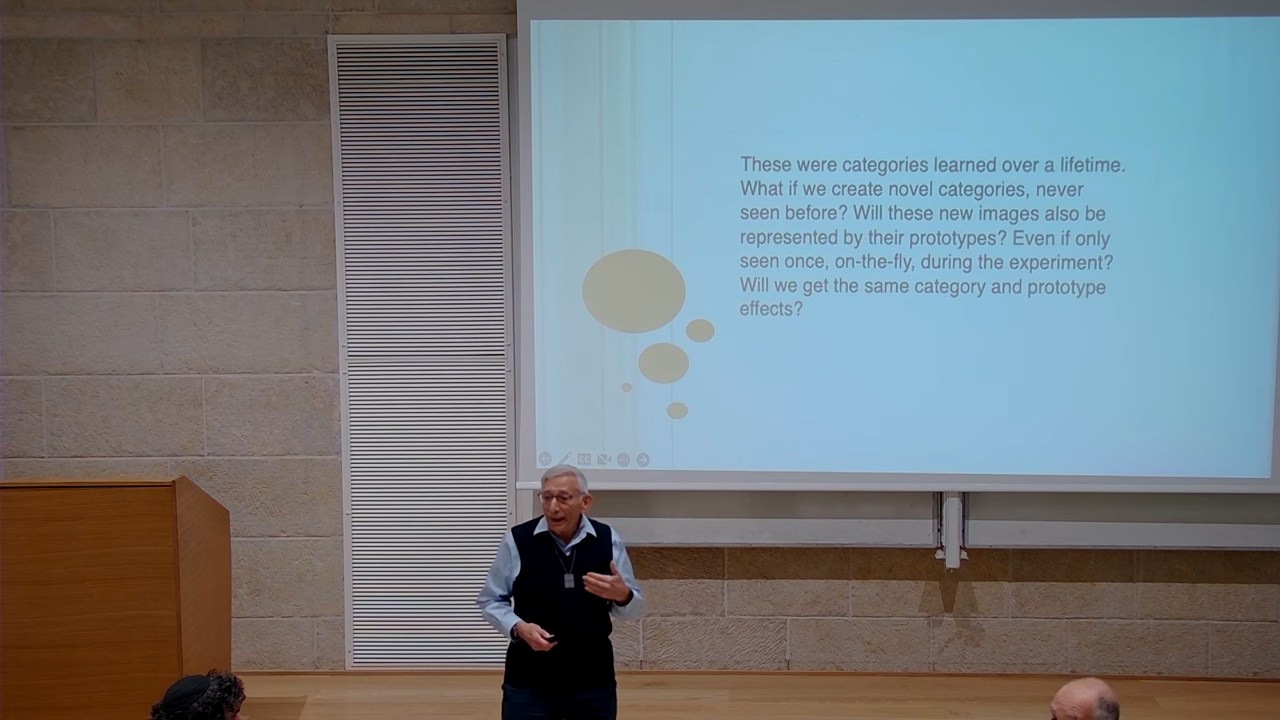 These were categories learned over a lifetime.
What if we create novel categories, never
seen before? Will these new images also be
represented by their prototypes? Even if only
seen once, on-the-fly, during the experiment?
Will we get the same category and prototype
effects?